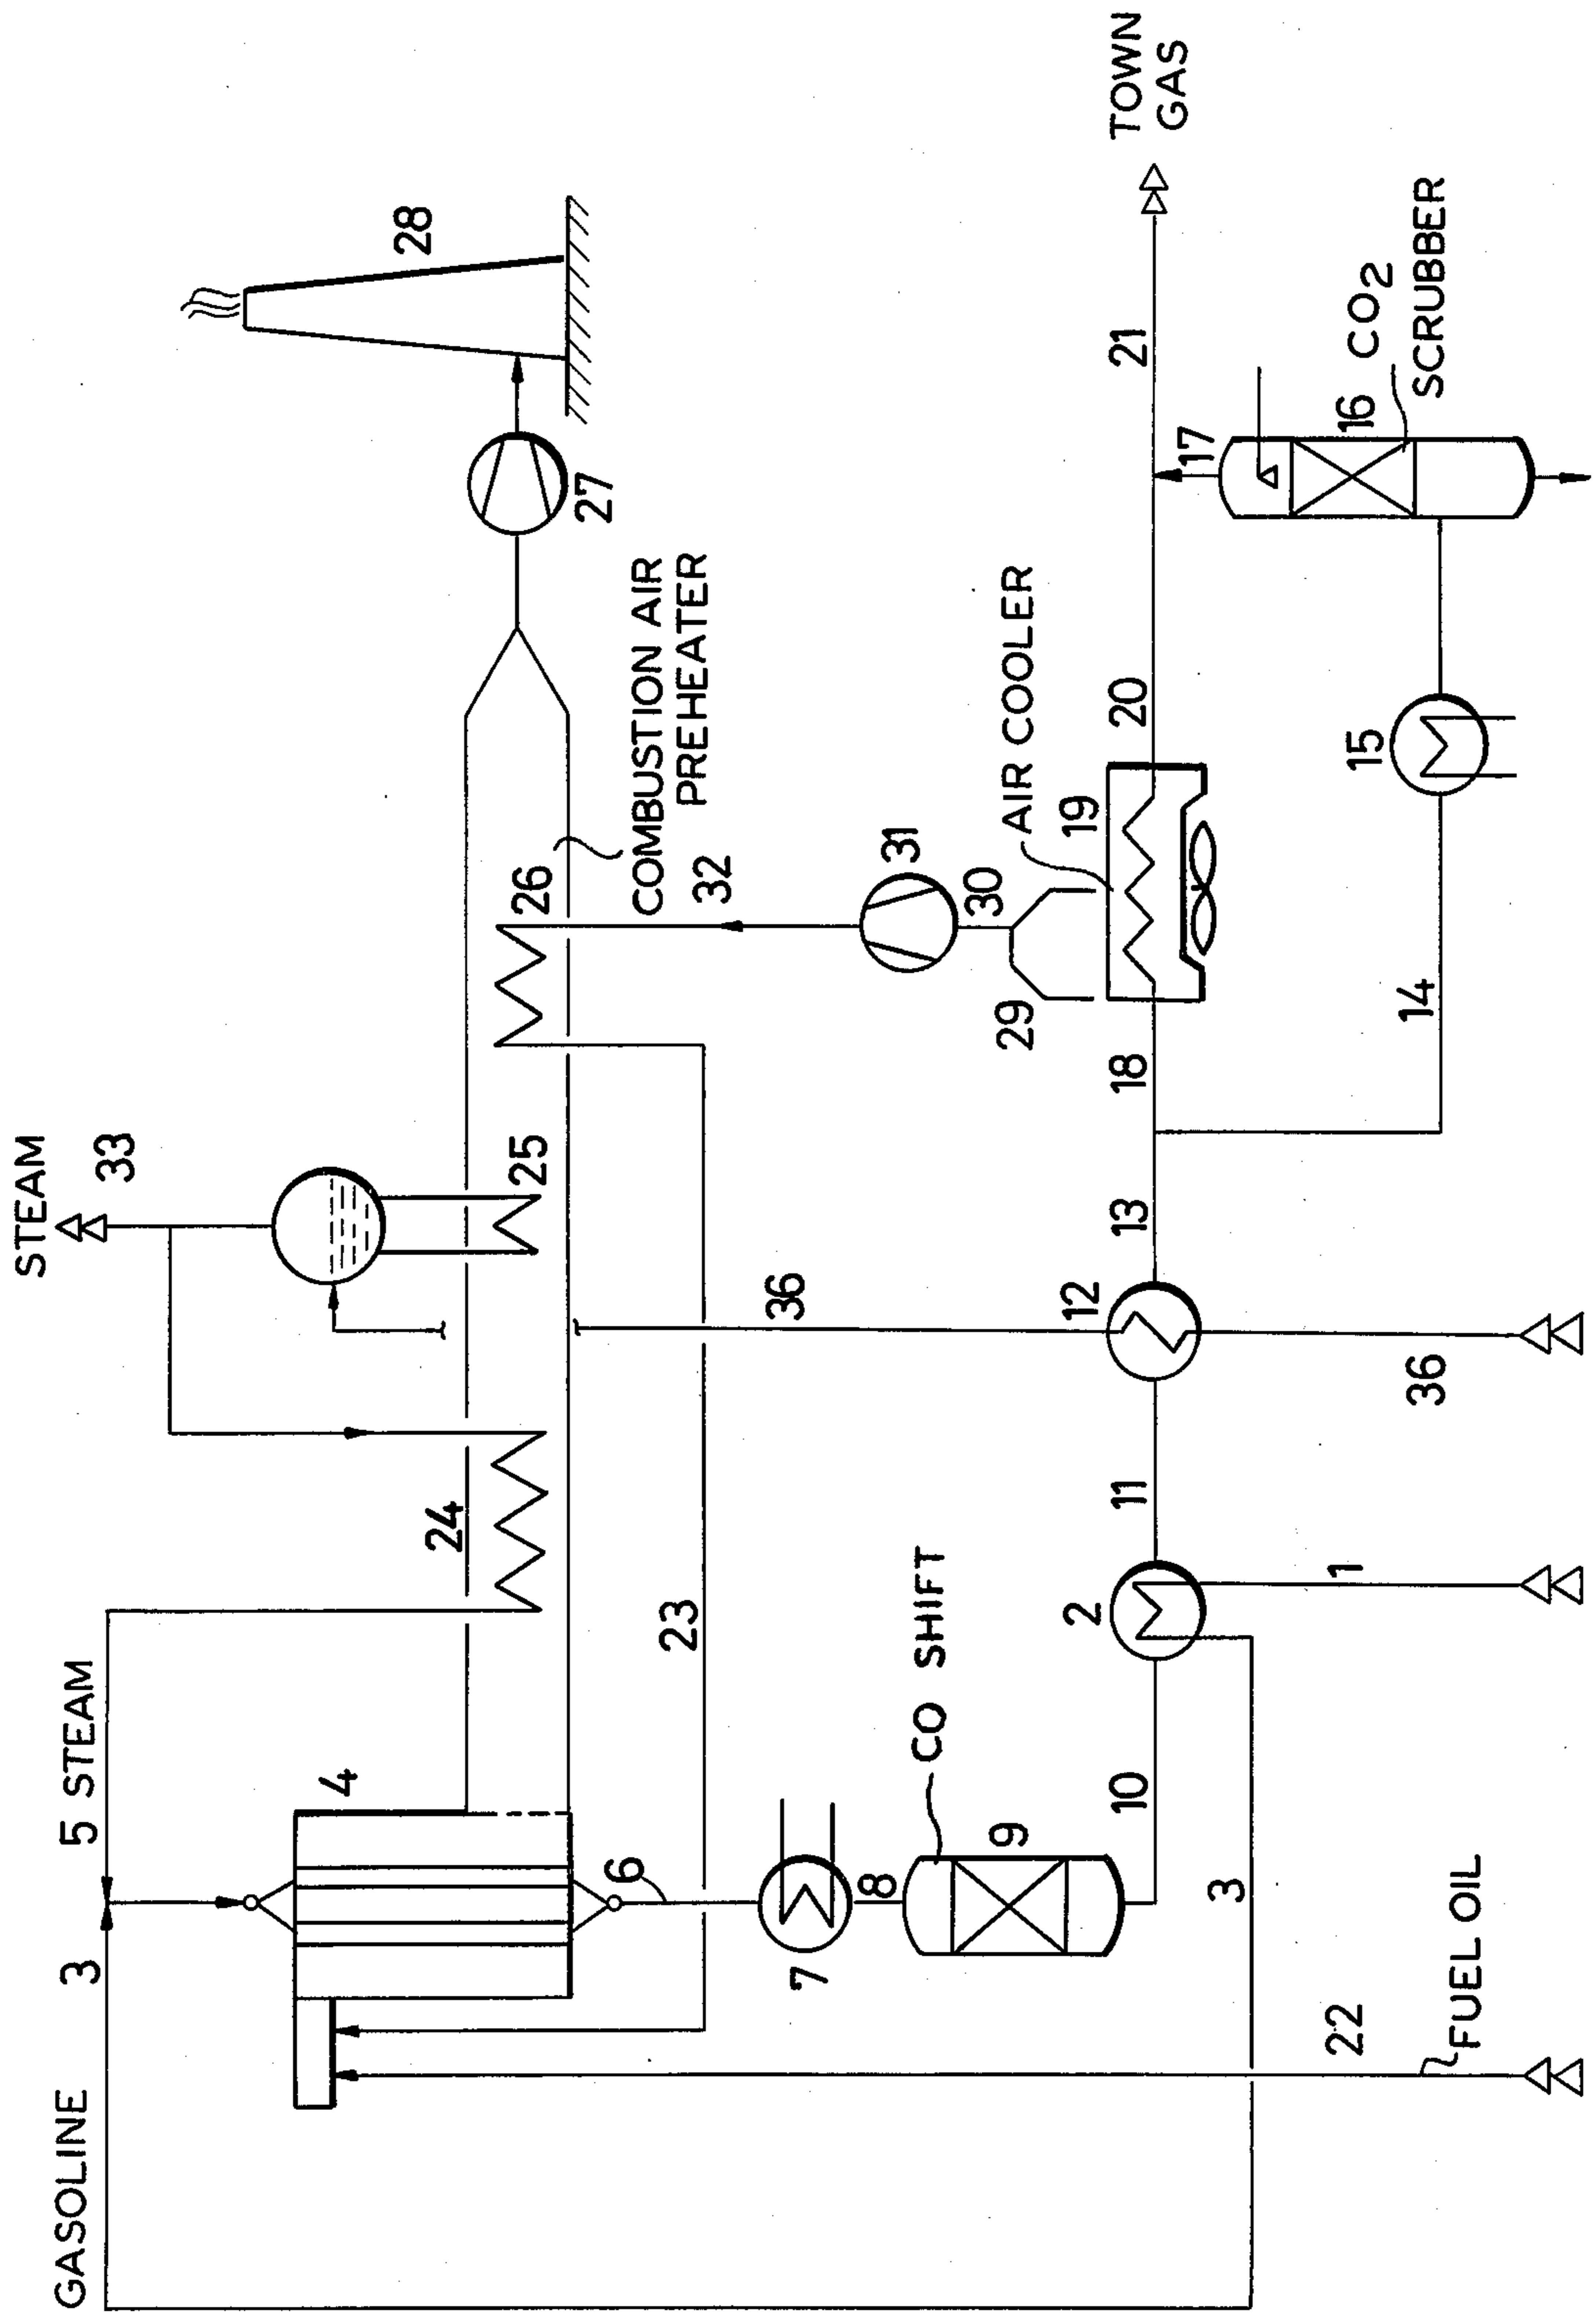 STEAM
GASOLINE
3
5 STEAM
33
4
28
24
25
26
27
6
COMBUSTION AIR
PREHEATER
23
32
36
7
8
31
CO SHIFT
9
30
29
AIR COOLER
2
12
19
10
11
13
18
20
21
TOWN
GAS
17
3
22
1
15
16
CO2
SCRUBBER
36
14
FUEL OIL